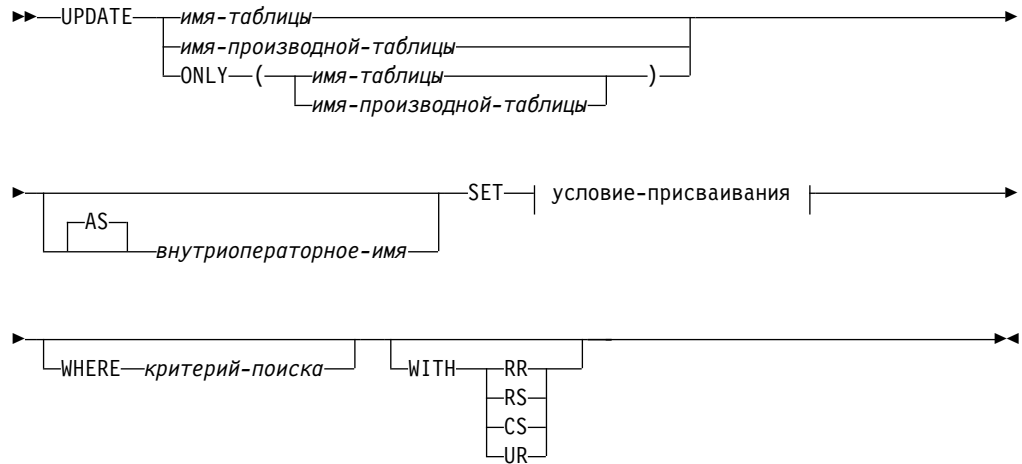 UPDATE имя-таблицы
имя-производной-таблицы
ONLY ( имя-таблицы )
имя-производной-таблицы
SET условие-присваивания
AS
внутриоператорное-имя
WHERE критерий-поиска WITH RR
RS
CS
UR